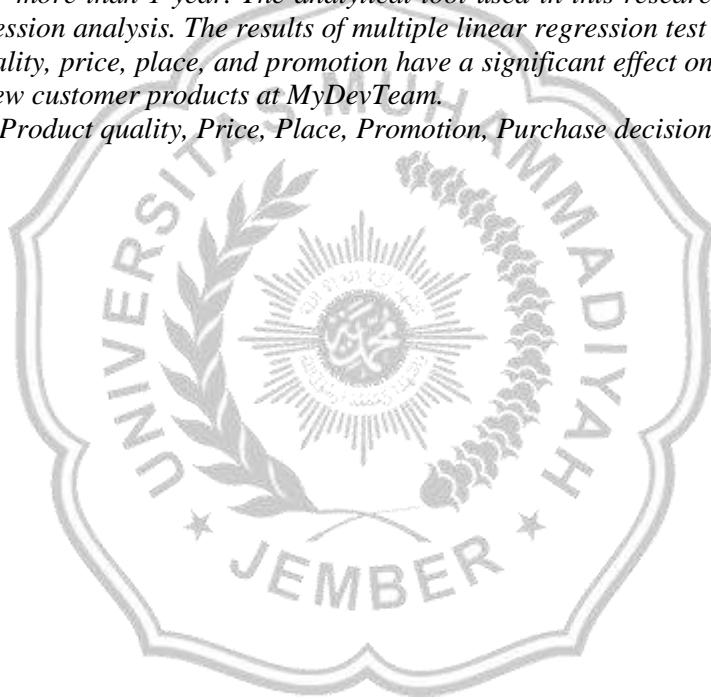 more than 1 year. The analytical tool used in this resear
ession analysis. The results of multiple linear regression test
ality, price, place, and promotion have a significant effect on
ew customer products at MyDevTeam.
Product quality, Price, Place, Promotion, Purchase decision
UNIVERSITAS MUHAMMADIYAH
JEMBER